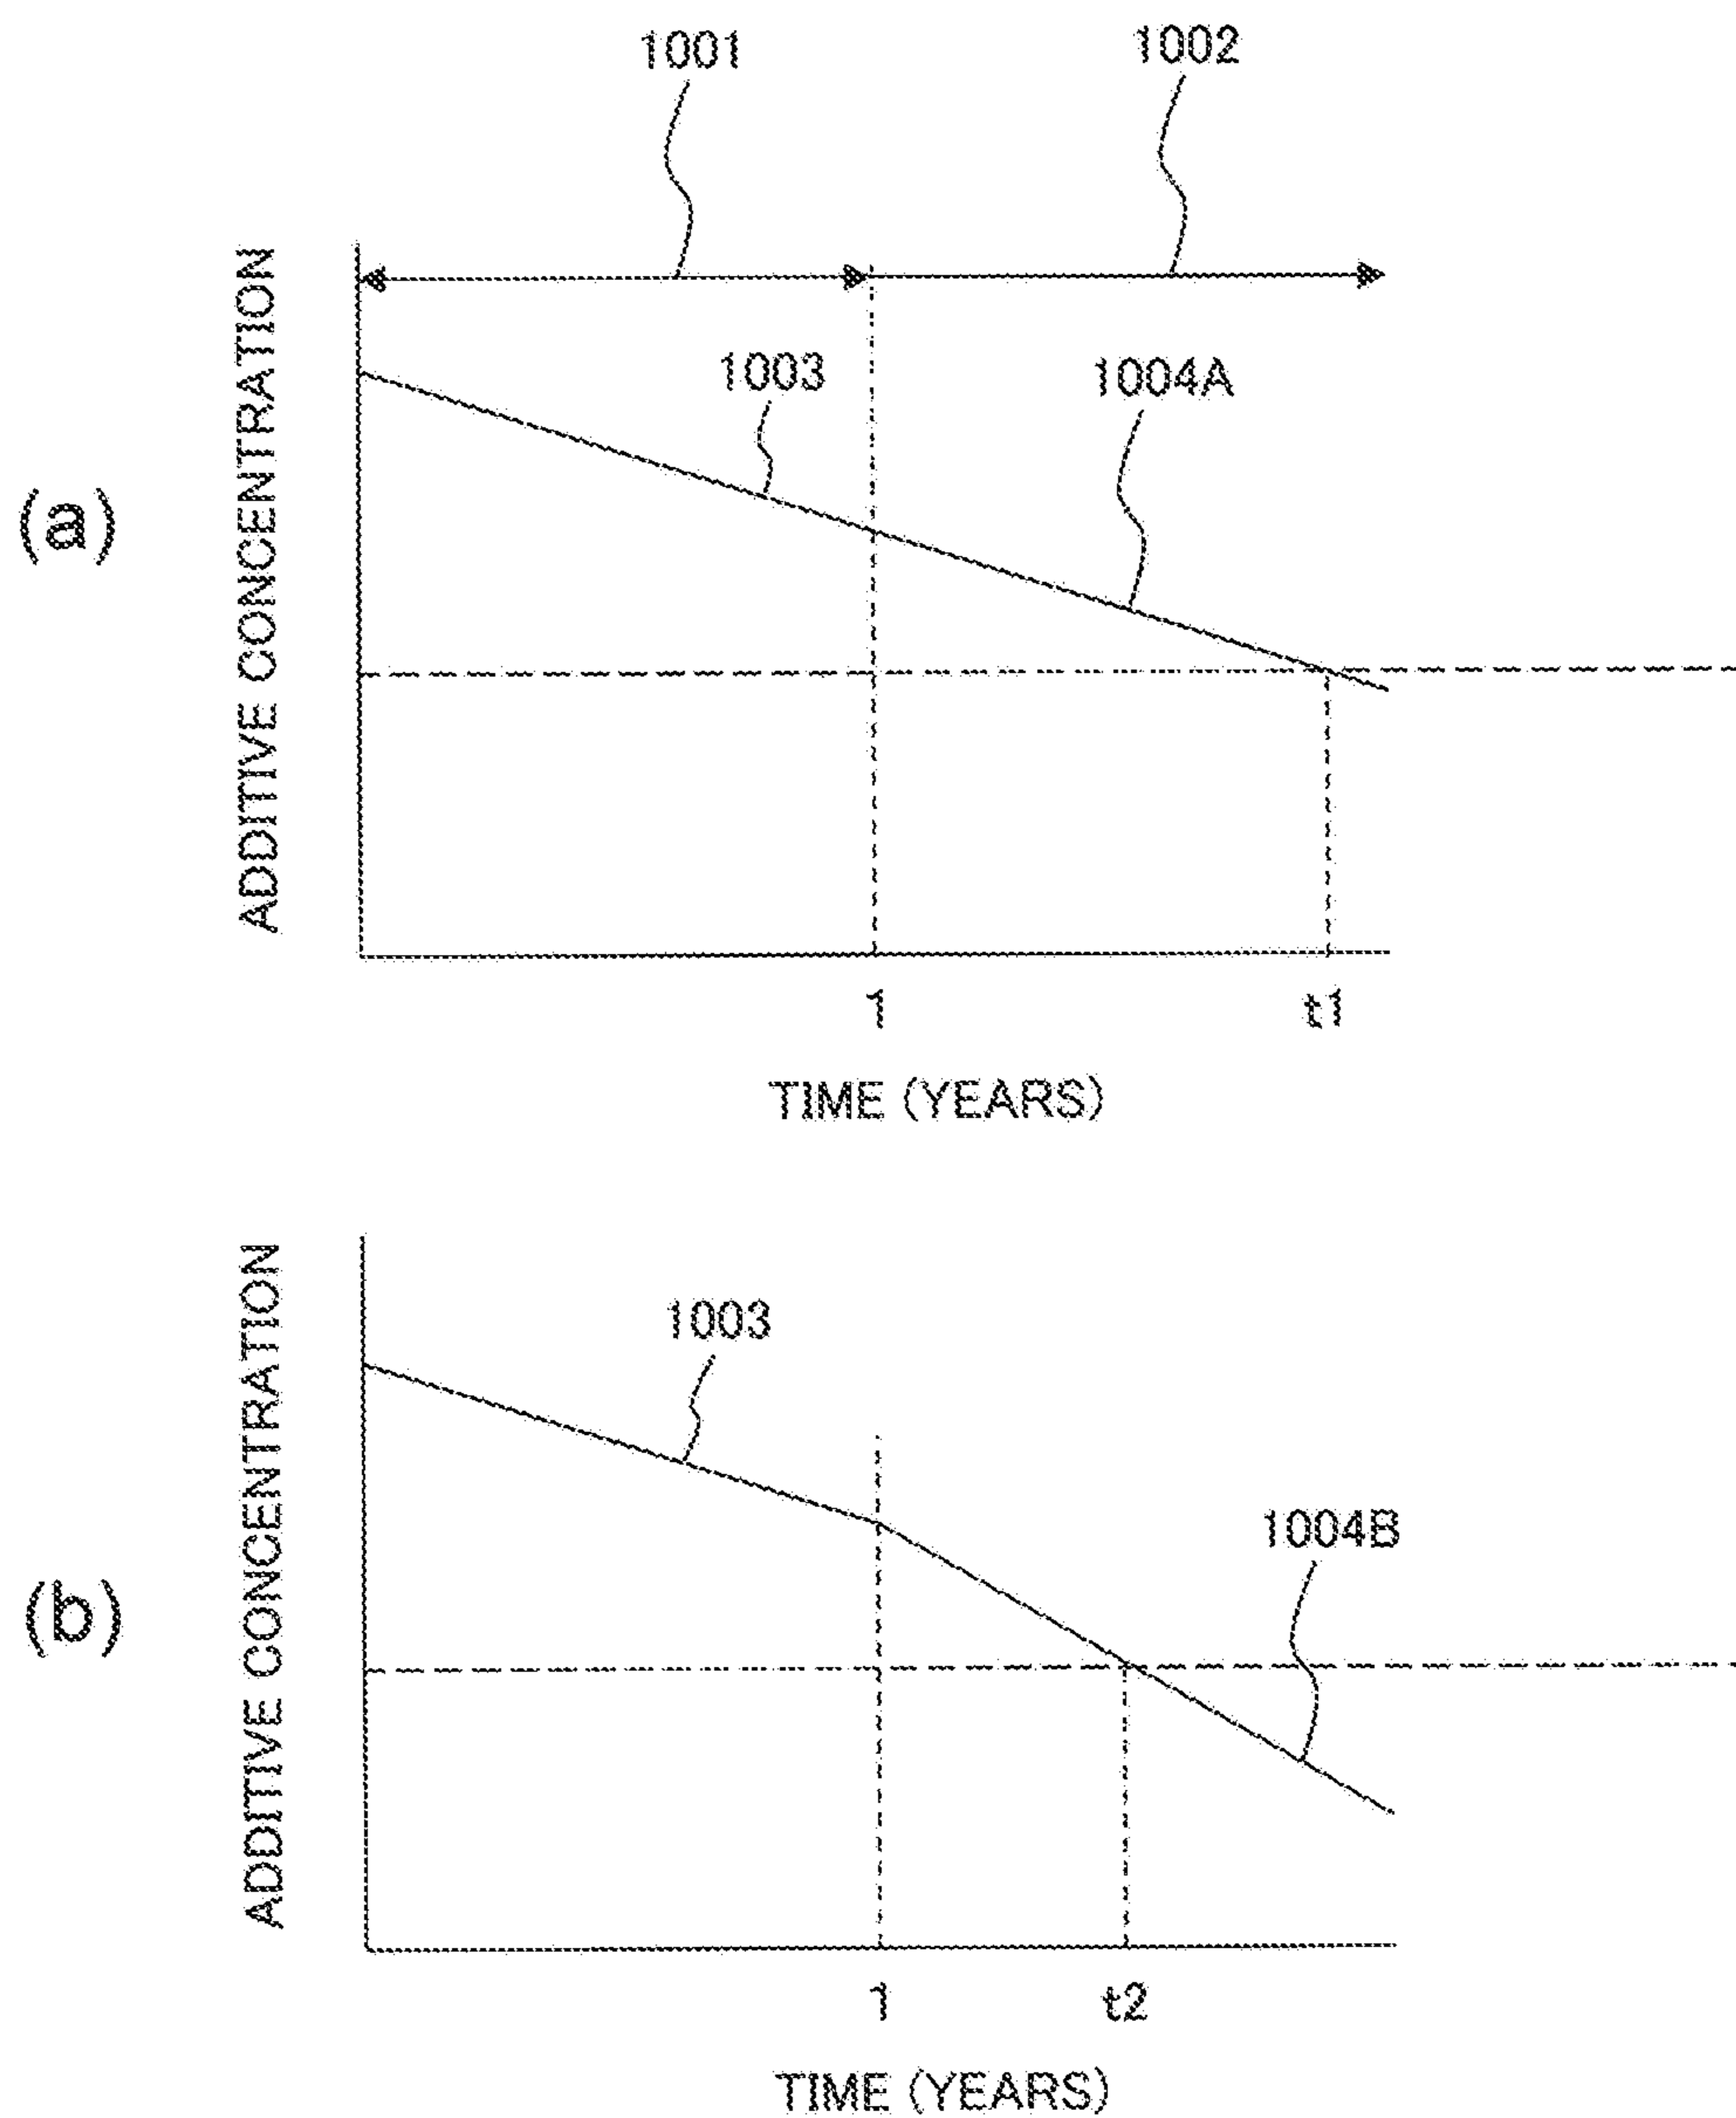 1001 1002
(a)
ADDITIVE CONCENTRATION
1003 1004A
1 t1
TIME (YEARS)
(b)
ADDITIVE CONCENTRATION
1003
1004B
1 t2
TIME (YEARS)